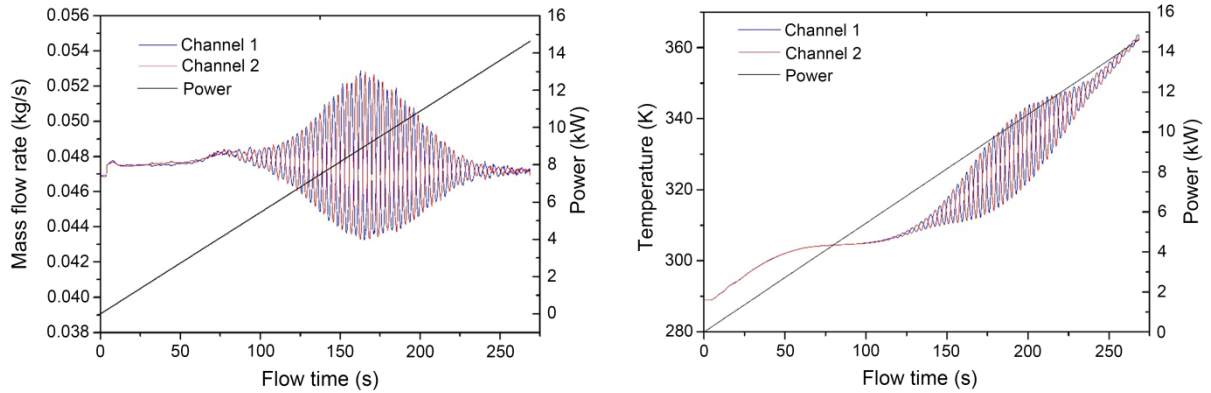 0.056
0.054
0.052
0.050
0.048
0.046
0.044
0.042
0.040
0.038
Mass flow rate (kg/s)
Channel 1
Channel 2
Power
16
14
12
10
8
6
4
2
0
Power (kW)
0 50 100 150 200 250
Flow time (s)
360
340
320
300
280
Temperature (K)
Channel 1
Channel 2
Power
16
14
12
10
8
6
4
2
0
Power (kW)
0 50 100 150 200 250
Flow time (s)